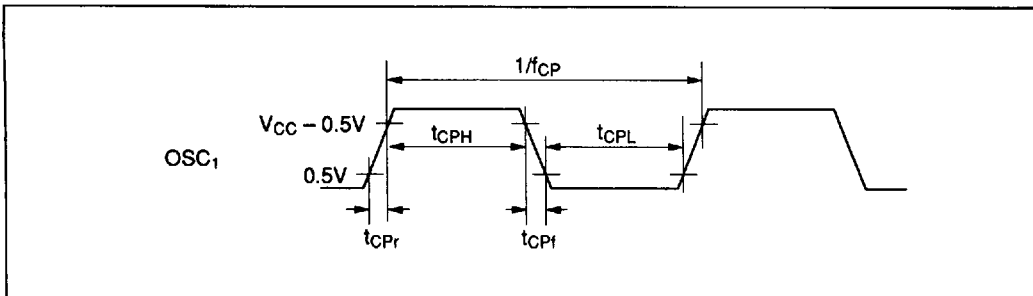 1/fCP
VCC – 0.5V
tCPH
tCPL
OSC1
0.5V
tCPr
tCPf